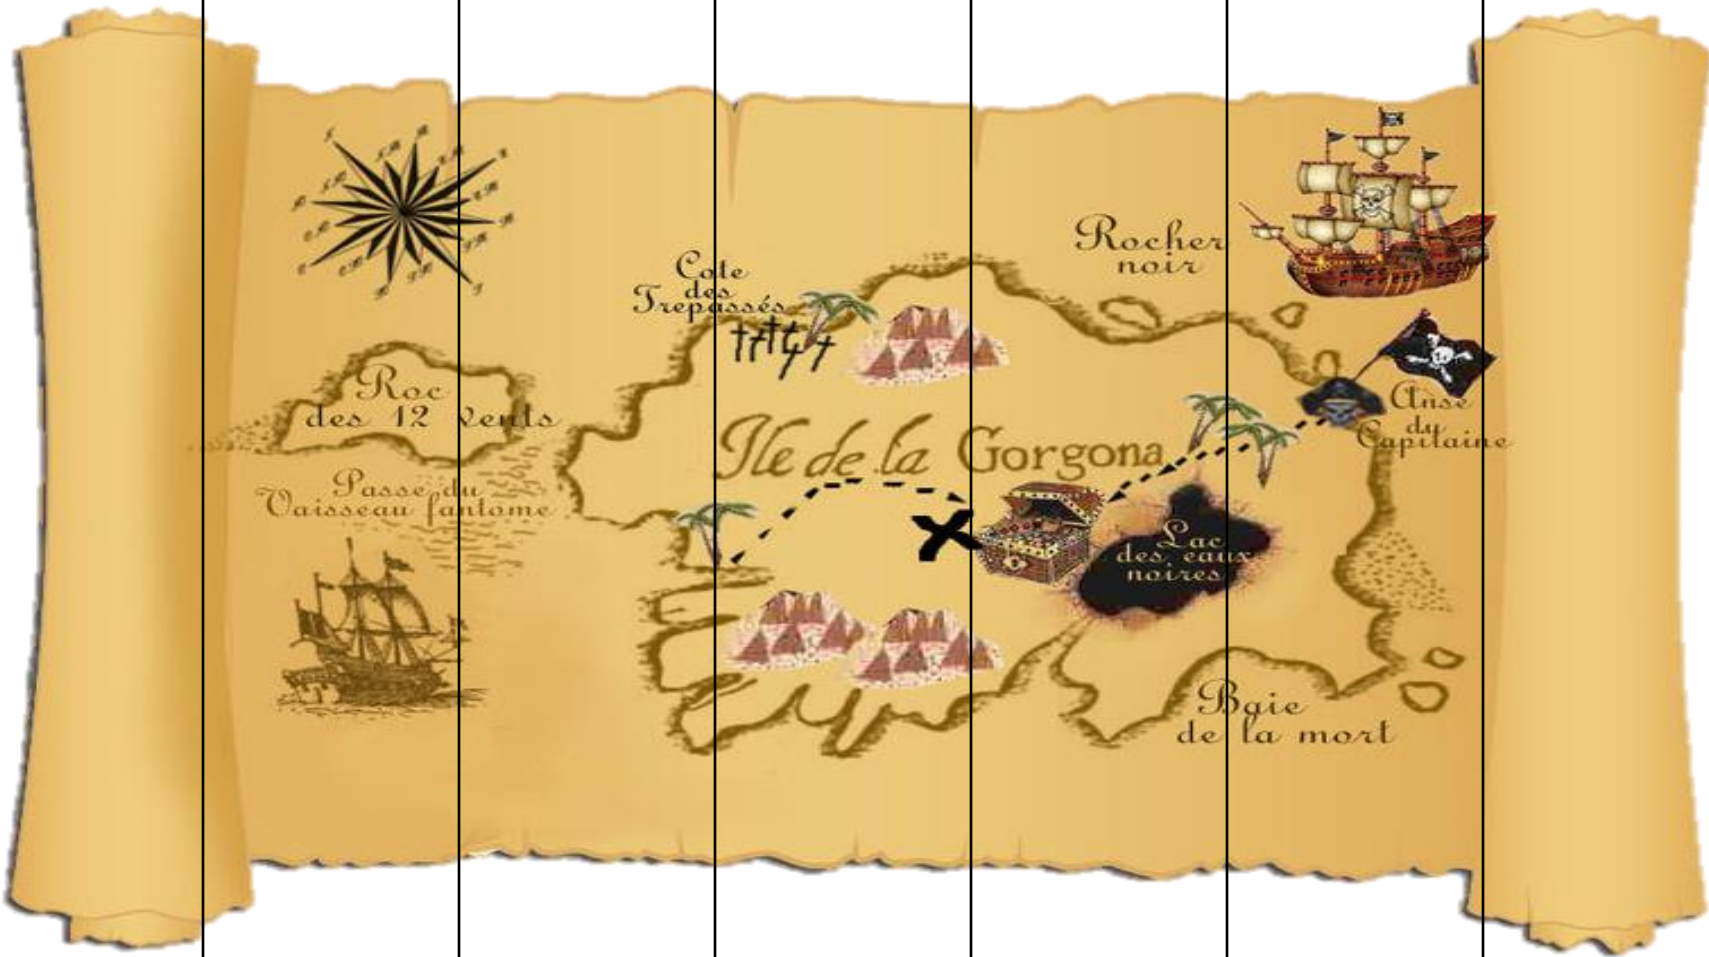 Rocher
noir
Cote
des
Trepassés
Roc
des 12 vents
Anse
du
Capitaine
Ile de la Gorgona
Passe du
Vaisseau fantome
Lac
des eaux
noires
Baie
de la mort